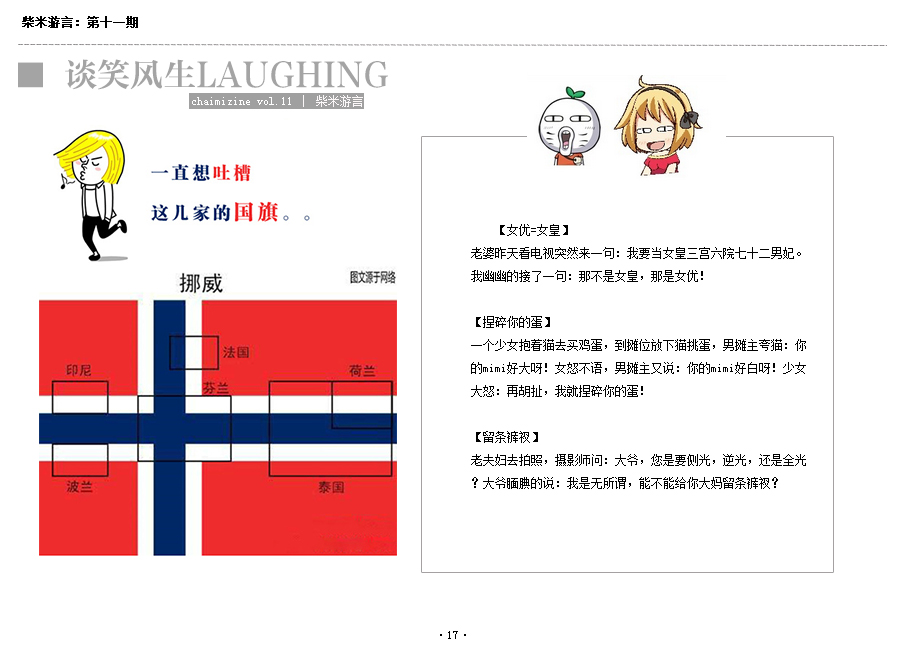 柴米游言：第十一期
谈笑风生LAUGHING
chaimizine vol.11 | 柴米游言
一直想吐槽
这几家的国旗。。
挪威
图文源于网络
法国
印尼
荷兰
芬兰
波兰
泰国
【女优=女皇】
老婆昨天看电视突然来一句：我要当女皇三宫六院七十二男妃。
我幽幽的接了一句：那不是女皇，那是女优！
【捏碎你的蛋】
一个少女抱着猫去买鸡蛋，到摊位放下猫挑蛋，男摊主夸猫：你
的mimi好大呀！女怒不语，男摊主又说：你的mimi好白呀！少女
大怒：再胡扯，我就捏碎你的蛋！
【留条裤衩】
老夫妇去拍照，摄影师问：大爷，您是要侧光，逆光，还是全光
？大爷腼腆的说：我是无所谓，能不能给你大妈留条裤衩？
·17·